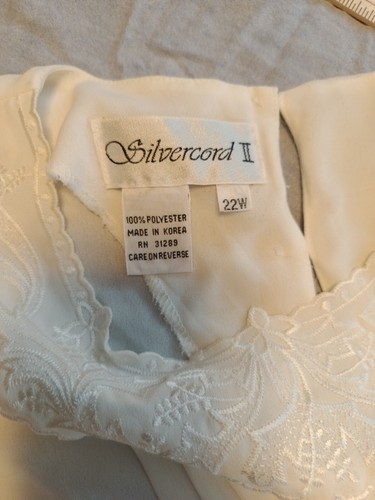 Silvercord II
22W
100% POLYESTER
MADE IN KOREA
RN 31289
CARE ON REVERSE